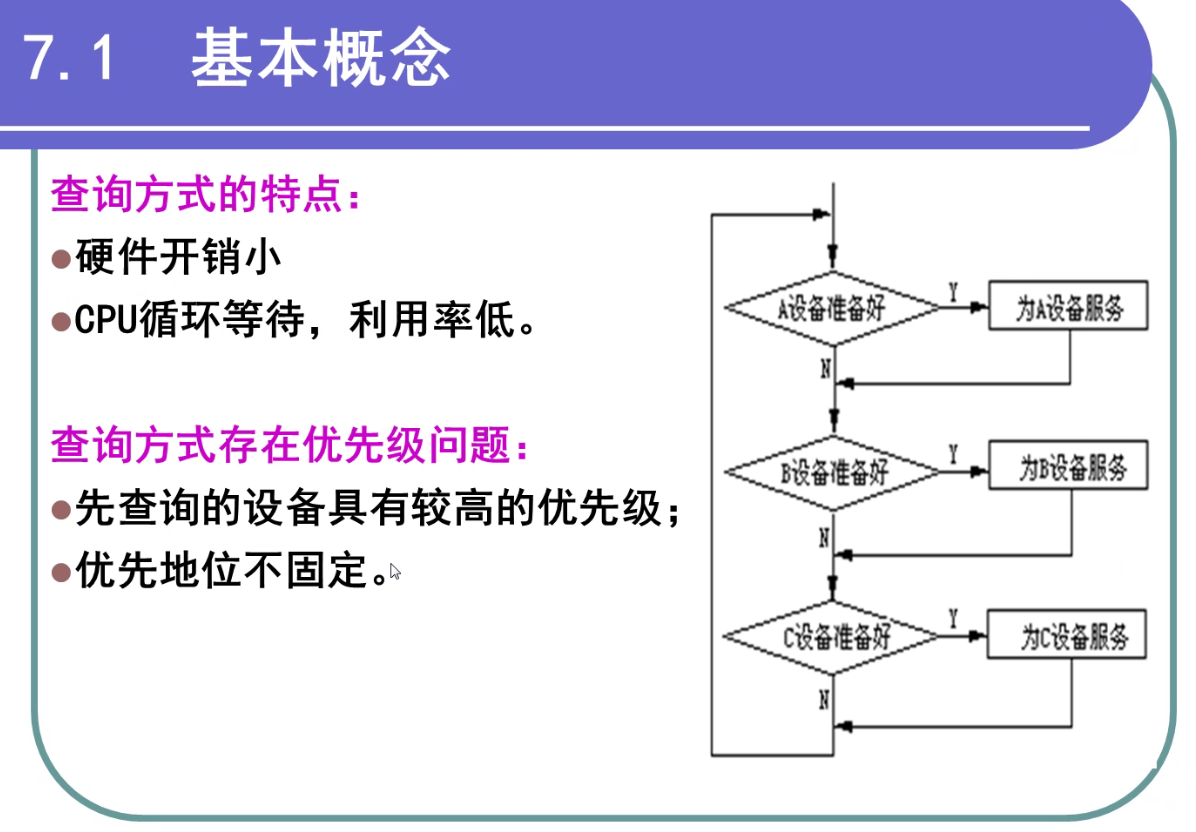 7.1 基本概念
查询方式的特点：
●硬件开销小
●CPU循环等待，利用率低。
查询方式存在优先级问题：
●先查询的设备具有较高的优先级；
●优先地位不固定。
A设备准备好
Y
为A设备服务
N
B设备准备好
Y
为B设备服务
N
C设备准备好
Y
为C设备服务
N